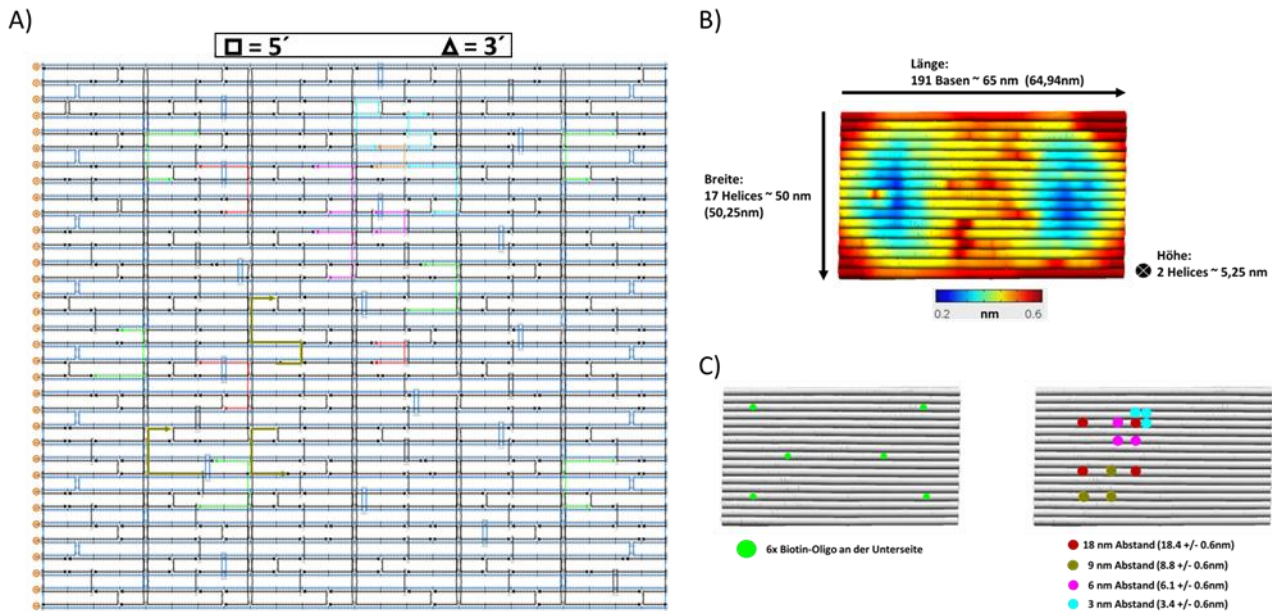 A)
= 5´
= 3´
B)
Länge:
191 Basen ~ 65 nm (64,94nm)
Breite:
17 Helices ~ 50 nm
(50,25nm)
Höhe:
2 Helices ~ 5,25 nm
0.2
nm
0.6
C)
6x Biotin-Oligo an der Unterseite
18 nm Abstand (18.4 +/- 0.6nm)
9 nm Abstand (8.8 +/- 0.6nm)
6 nm Abstand (6.1 +/- 0.6nm)
3 nm Abstand (3.4 +/- 0.6nm)